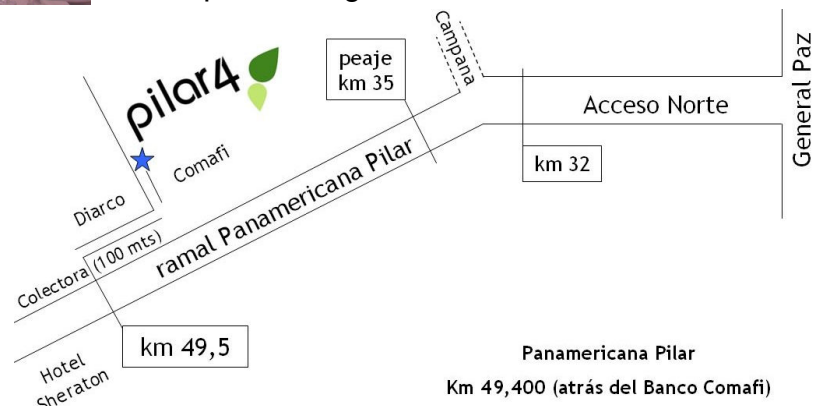 pilar4
Campana
peaje
km 35
General Paz
Acceso Norte
km 32
Comafi
Diarco
ramal Panamericana Pilar
Colectora (100 mts)
km 49,5
Hotel
Sheraton
Panamericana Pilar
Km 49,400 (atrás del Banco Comafi)